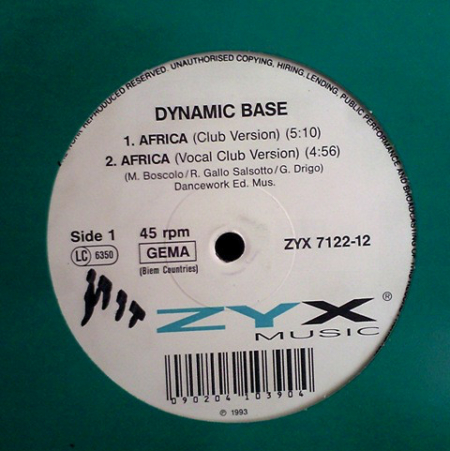 REPRODUCED RESERVED. UNAUTHORISED COPYING, HIRING, LENDING, PUBLIC PERFORMANCE AND BROADCASTING
DYNAMIC BASE
1. AFRICA (Club Version) (5:10)
2. AFRICA (Vocal Club Version) (4:56)
(M. Boscolo/R. Gallo Salsotto/G. Drigo)
Dancework Ed. Mus.
Side 1 45 rpm
LC 6350 GEMA ZYX 7122-12
(Biem Countries)
ZYX ®
MUSIC
090204 103904
℗ 1993